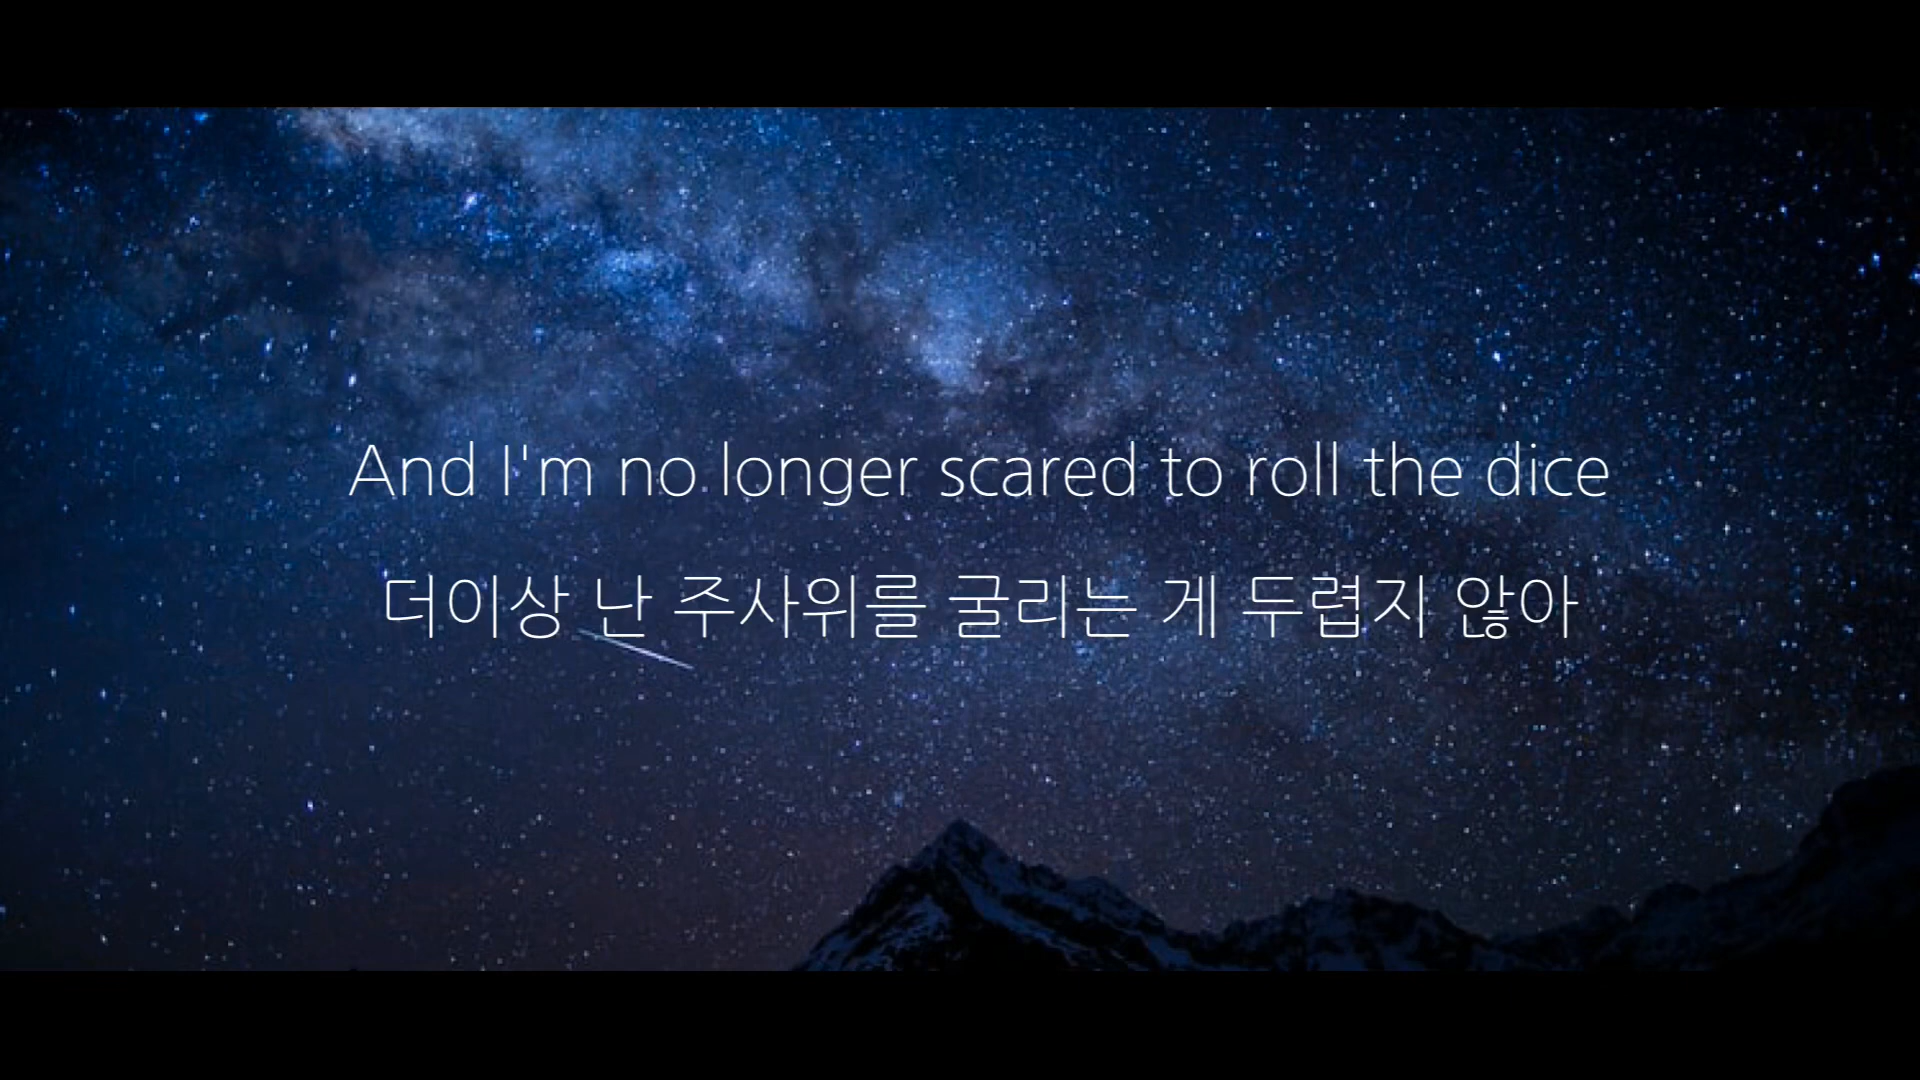 And I'm no longer scared to roll the dice
더이상 난 주사위를 굴리는 게 두렵지 않아